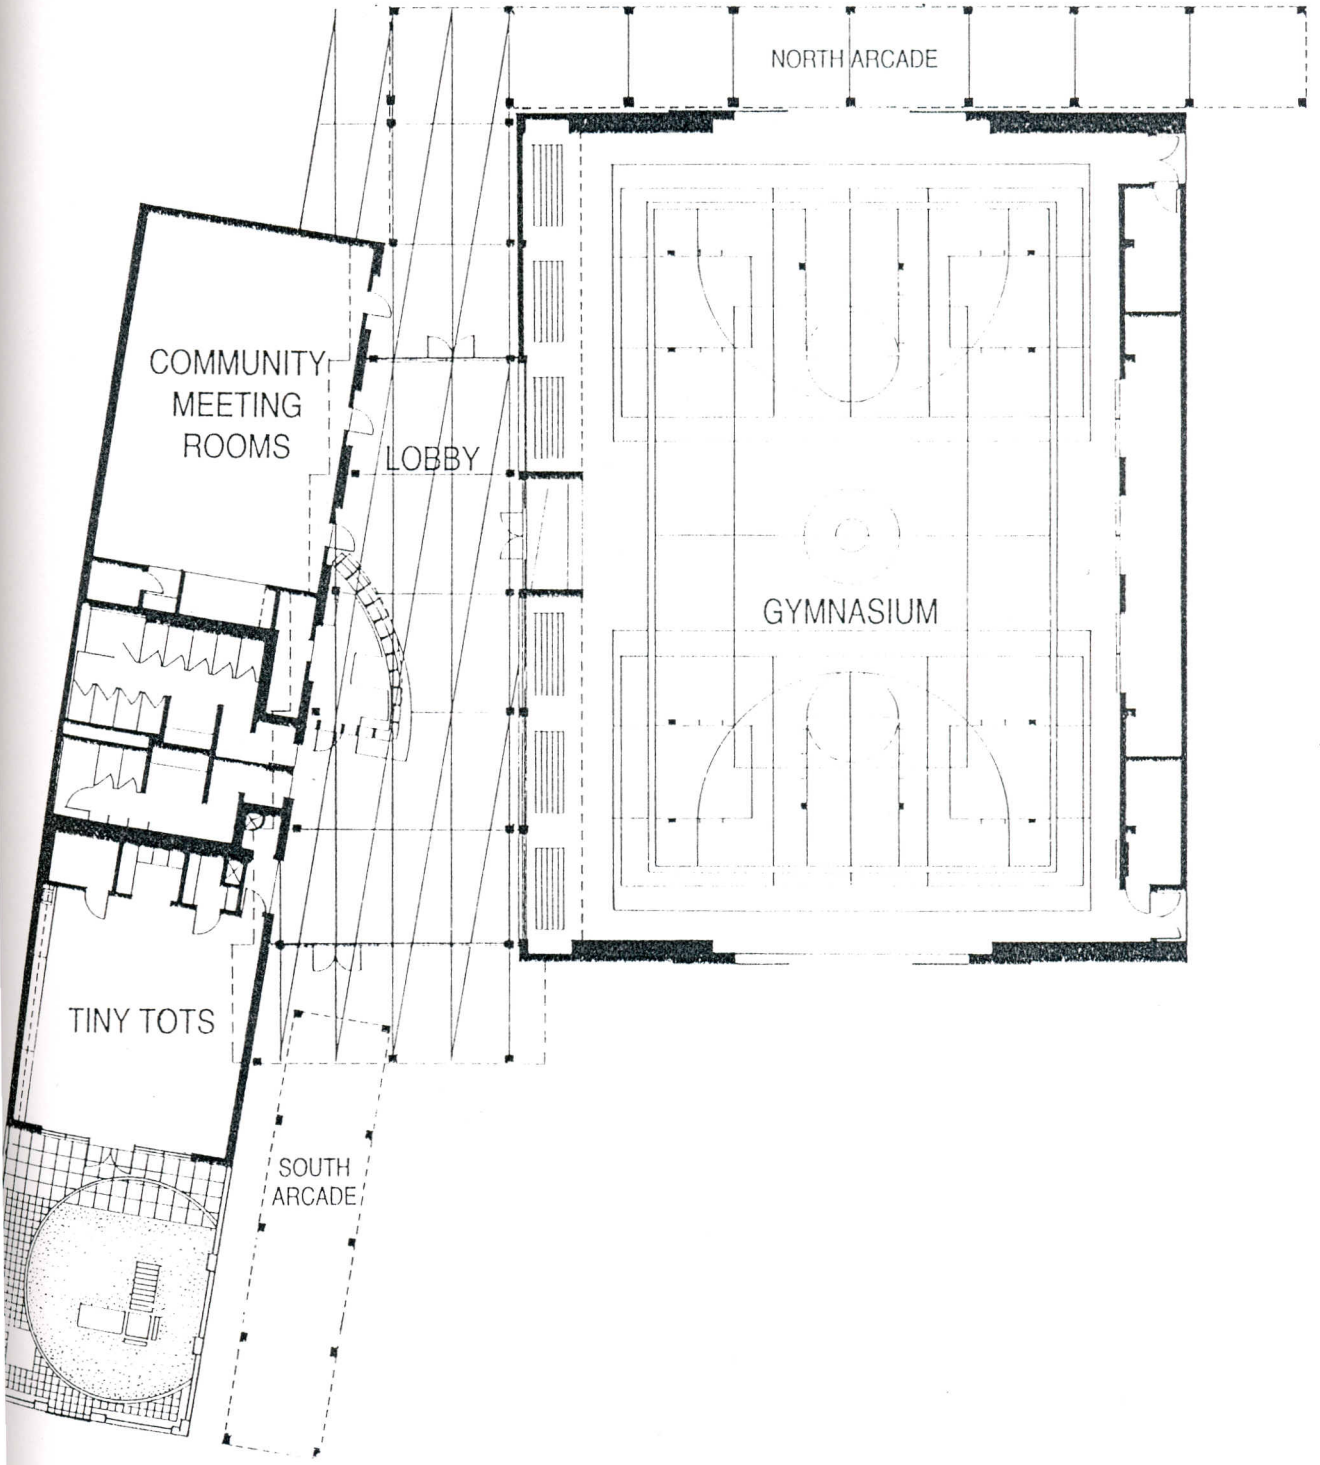 NORTH ARCADE
COMMUNITY
MEETING
ROOMS
LOBBY
GYMNASIUM
TINY TOTS
SOUTH
ARCADE